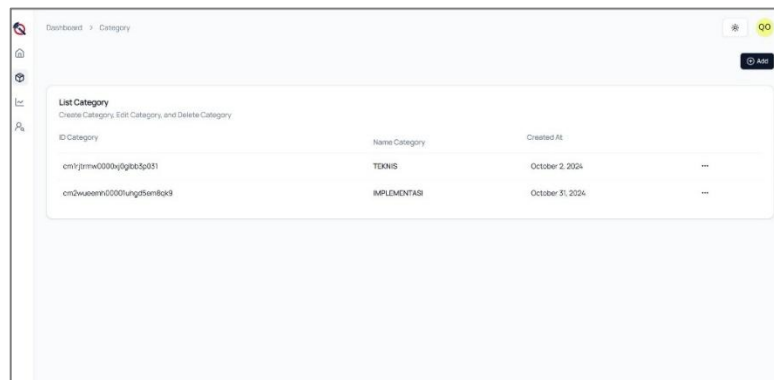 Dashboard > Category
QO
Add
List Category
Create Category, Edit Category, and Delete Category
ID Category Name Category Created At
TEKNIS October 2, 2024
IMPLEMENTASI October 31, 2024